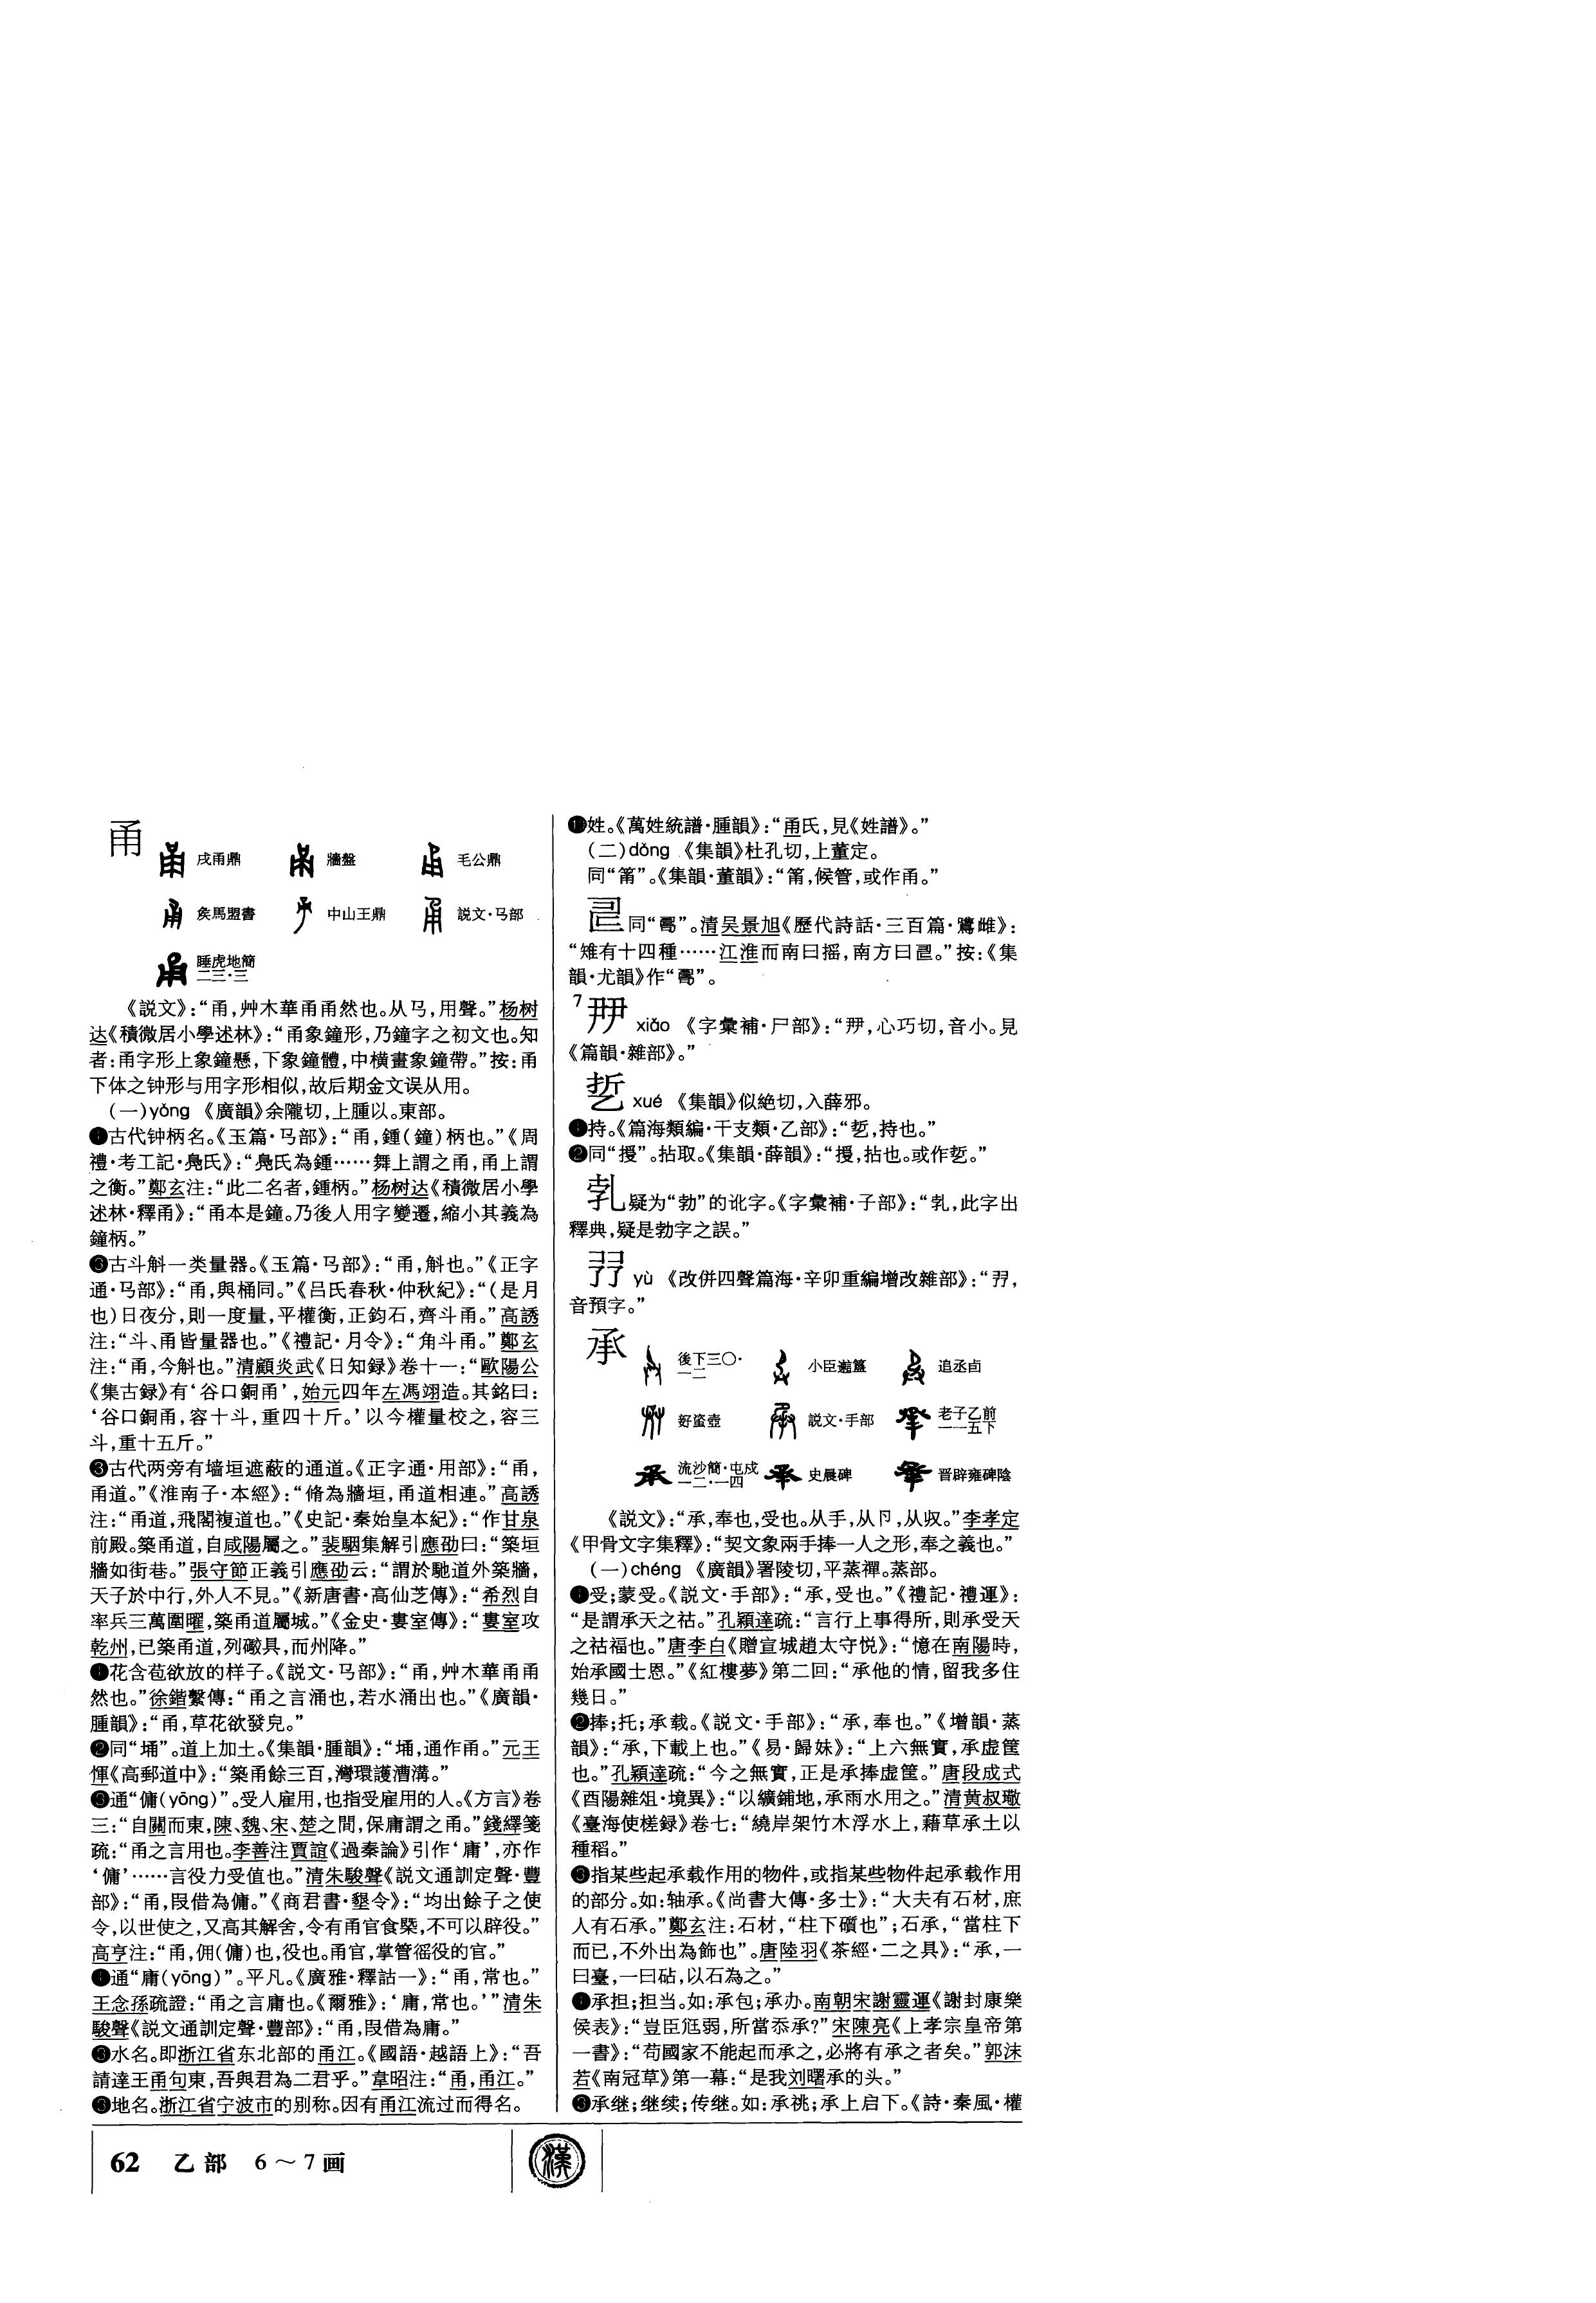 甬
戍甬鼎 牆盤 毛公鼎
矦馬盟書 中山王鼎 説文·马部
睡虎地簡二三·三
《説文》：“甬，艸木華甬甬然也。从马，用聲。”杨树
达《積微居小學述林》：“甬象鐘形，乃鐘字之初文也。知
者：甬字形上象鐘懸，下象鐘體，中横畫象鐘帶。”按：甬
下体之钟形与用字形相似，故后期金文误从用。
(一)yǒng 《廣韻》余隴切，上腫以。東部。
❶古代钟柄名。《玉篇·马部》：“甬，鍾(鐘)柄也。”《周
禮·考工記·鳧氏》：“鳧氏為鍾……舞上謂之甬，甬上謂
之衡。”鄭玄注：“此二名者，鍾柄。”杨树达《積微居小學
述林·釋甬》：“甬本是鐘。乃後人用字變遷，縮小其義為
鐘柄。”
古斗斛一类量器。《玉篇·马部》：“甬，斛也。”《正字
通·马部》：“甬，與桶同。”《吕氏春秋·仲秋紀》：“(是月
也)日夜分，則一度量，平權衡，正鈞石，齊斗甬。”高誘
注：“斗、甬皆量器也。”《禮記·月令》：“角斗甬。”鄭玄
注：“甬，今斛也。”清顧炎武《日知録》卷十一：“歐陽公
《集古録》有‘谷口銅甬’，始元四年左馮翊造。其銘曰：
‘谷口銅甬，容十斗，重四十斤。’以今權量校之，容三
斗，重十五斤。”
❸古代两旁有墙垣遮蔽的通道。《正字通·用部》：“甬，
甬道。”《淮南子·本經》：“脩為牆垣，甬道相連。”高誘
注：“甬道，飛閣複道也。”《史記·秦始皇本紀》：“作甘泉
前殿。築甬道，自咸陽屬之。”裴駰集解引應劭曰：“築垣
牆如街巷。”張守節正義引應劭云：“謂於馳道外築牆，
天子於中行，外人不見。”《新唐書·高仙芝傳》：“希烈自
率兵三萬圍曜，築甬道屬城。”《金史·婁室傳》：“婁室攻
乾州，已築甬道，列礮具，而州降。”
花含苞欲放的样子。《説文·马部》：“甬，艸木華甬甬
然也。”徐鍇繫傳：“甬之言涌也，若水涌出也。”《廣韻·
腫韻》：“甬，草花欲發皃。”
同“埇”。道上加土。《集韻·腫韻》：“埇，通作甬。”元王
惲《高郵道中》：“築甬餘三百，灣環護漕溝。”
通“傭(yōng)”。受人雇用，也指受雇用的人。《方言》卷
三：“自關而東，陳、魏、宋、楚之間，保庸謂之甬。”錢繹箋
疏：“甬之言用也。李善注賈誼《過秦論》引作‘庸’，亦作
‘傭’……言役力受值也。”清朱駿聲《説文通訓定聲·豐
部》：“甬，叚借為傭。”《商君書·墾令》：“均出餘子之使
令，以世使之，又高其解舍，令有甬官食槩，不可以辟役。”
高亨注：“甬，佣(傭)也，役也。甬官，掌管徭役的官。”
通“庸(yōng)”。平凡。《廣雅·釋詁一》：“甬，常也。”
王念孫疏證：“甬之言庸也。《爾雅》：‘庸，常也。’”清朱
駿聲《説文通訓定聲·豐部》：“甬，叚借為庸。”
水名。即浙江省东北部的甬江。《國語·越語上》：“吾
請達王甬句東，吾與君為二君乎。”韋昭注：“甬，甬江。”
地名。浙江省宁波市的别称。因有甬江流过而得名。
姓。《萬姓統譜·腫韻》：“甬氏，見《姓譜》。”
(二)dǒng 《集韻》杜孔切，上董定。
同“筩”。《集韻·董韻》：“筩，候管，或作甬。”
同“”。清吴景旭《歷代詩話·三百篇·鷕雌》：
“雉有十四種……江淮而南曰摇，南方曰。”按：《集
韻·尤韻》作“”。
7 xiǎo 《字彙補·尸部》：“，心巧切，音小。見
《篇韻·雜部》。”
xué 《集韻》似絶切，入薛邪。
❶持。《篇海類編·干支類·乙部》：“，持也。”
❷同“授”。拈取。《集韻·薛韻》：“，拈也。或作。”
疑为“勃”的讹字。《字彙補·子部》：“，此字出
釋典，疑是勃字之誤。”
yù 《改併四聲篇海·辛卯重編增改雜部》：“，
音預字。”
承
後下三〇·一二 小臣簋 追丞卣
𧊒壺 説文·手部 老子乙前一一五下
流沙簡·屯戍一二·一四 史晨碑 晋辟雍碑陰
《説文》：“承，奉也，受也。从手，从卪，从𠬞。”李孝定
《甲骨文字集釋》：“契文象兩手捧一人之形，奉之義也。”
(一)chéng 《廣韻》署陵切，平蒸禪。蒸部。
❶受；蒙受。《説文·手部》：“承，受也。”《禮記·禮運》：
“是謂承天之祜。”孔穎達疏：“言行上事得所，則承受天
之祜福也。”唐李白《贈宣城趙太守悦》：“憶在南陽時，
始承國士恩。”《紅樓夢》第二回：“承他的情，留我多住
幾日。”
❷捧；托；承载。《説文·手部》：“承，奉也。”《增韻·蒸
韻》：“承，下載上也。”《易·歸妹》：“上六無實，承虚筐
也。”孔穎達疏：“今之無實，正是承捧虚筐。”唐段成式
《酉陽雜俎·境異》：“以纊鋪地，承雨水用之。”清黄叔璥
《臺海使槎録》卷七：“繞岸架竹木浮水上，藉草承土以
種稻。”
❸指某些起承载作用的物件，或指某些物件起承载作用
的部分。如：轴承。《尚書大傳·多士》：“大夫有石材，庶
人有石承。”鄭玄注：石材，“柱下礩也”；石承，“當柱下
而已，不外出為飾也”。唐陸羽《茶經·二之具》：“承，一
曰臺，一曰砧，以石為之。”
承担；担当。如：承包；承办。南朝宋謝靈運《謝封康樂
侯表》：“豈臣尫弱，所當忝承？”宋陳亮《上孝宗皇帝第
一書》：“苟國家不能起而承之，必將有承之者矣。”郭沫
若《南冠草》第一幕：“是我刘曙承的头。”
承继；继续；传继。如：承祧；承上启下。《詩·秦風·權
62 乙部 6～7画
漢